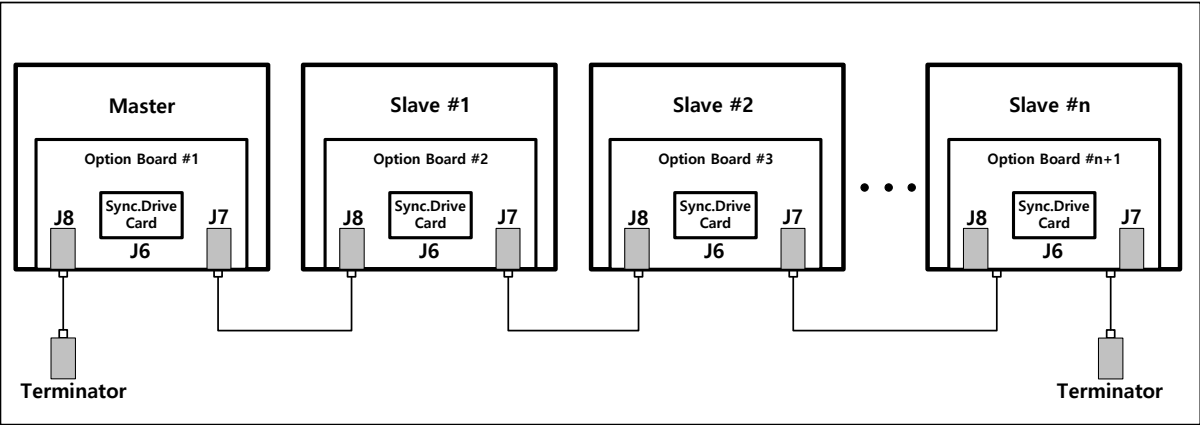 Master
Option Board #1
J8
Sync.Drive
Card
J7
J6
Slave #1
Option Board #2
J8
Sync.Drive
Card
J7
J6
Slave #2
Option Board #3
J8
Sync.Drive
Card
J7
J6
• • •
Slave #n
Option Board #n+1
J8
Sync.Drive
Card
J7
J6
Terminator
Terminator